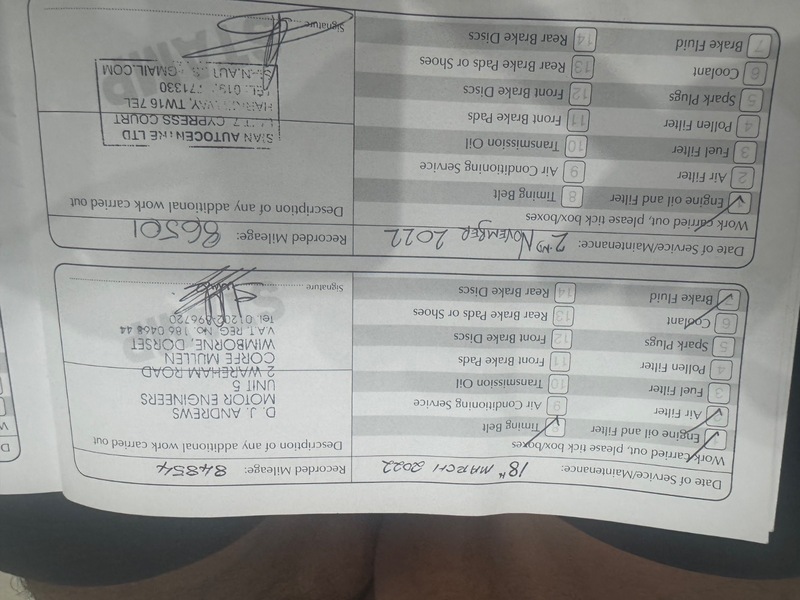 Date of Service/Maintenance: 18TH MARCH 2022
Recorded Mileage: 84854
Work Carried out, please tick box/boxes
Engine oil and Filter
Air Filter
3 Fuel Filter
4 Pollen Filter
5 Spark Plugs
6 Coolant
Brake Fluid
8 Timing Belt
9 Air Conditioning Service
10 Transmission Oil
11 Front Brake Pads
12 Front Brake Discs
13 Rear Brake Pads or Shoes
14 Rear Brake Discs
Description of any additional work carried out
D. J. ANDREWS
MOTOR ENGINEERS
UNIT 5
2 WAREHAM ROAD
CORFE MULLEN
WIMBORNE, DORSET
V.A.T. REG. No. 186 0468 44
Tel. 01202 896720
STAMP
Signature
Date of Service/Maintenance: 2ND NOVEMBER 2022
Recorded Mileage: 86501
Work carried out, please tick box/boxes
Engine oil and Filter
2 Air Filter
3 Fuel Filter
4 Pollen Filter
5 Spark Plugs
6 Coolant
7 Brake Fluid
8 Timing Belt
9 Air Conditioning Service
10 Transmission Oil
11 Front Brake Pads
12 Front Brake Discs
13 Rear Brake Pads or Shoes
14 Rear Brake Discs
Description of any additional work carried out
AUTOCENTRE LTD
7 CYPRESS COURT
WAY, TW16 7EL
771330
GMAIL.COM
STAMP
Signature